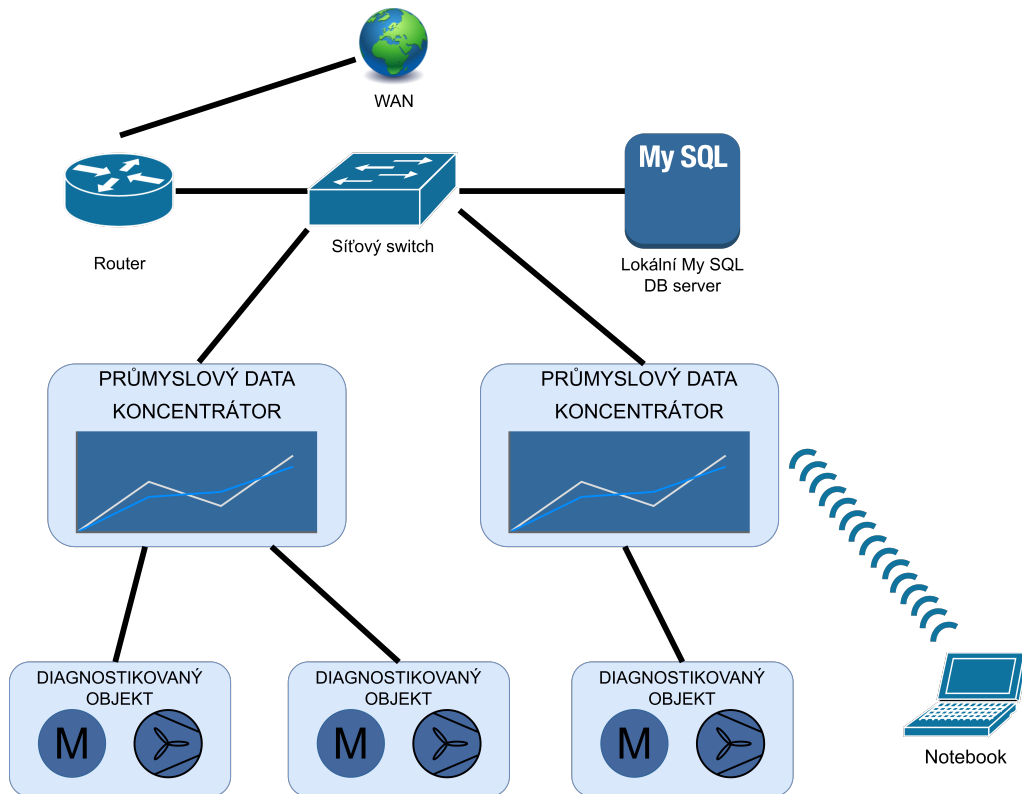 WAN
My SQL
Router
Síťový switch
Lokální My SQL
DB server
PRŮMYSLOVÝ DATA
KONCENTRÁTOR
PRŮMYSLOVÝ DATA
KONCENTRÁTOR
DIAGNOSTIKOVANÝ
OBJEKT
M
DIAGNOSTIKOVANÝ
OBJEKT
M
DIAGNOSTIKOVANÝ
OBJEKT
M
Notebook